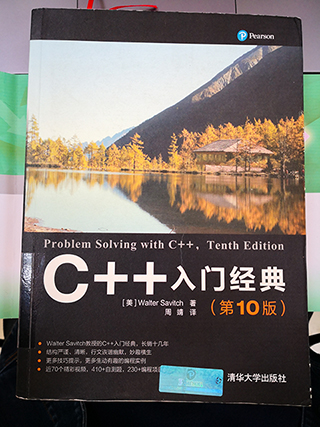 Pearson
Problem Solving with C++, Tenth Edition
C++入门经典
[美] Walter Savitch 著
(第10版)
周靖 译
Walter Savitch教授的C++入门经典，长销十几年
结构严谨、清晰，行文诙谐幽默，妙趣横生
更多技巧提示，更多生动有趣的编程实例
近70个精彩视频，410+自测题，230+编程项
清华大学出版社